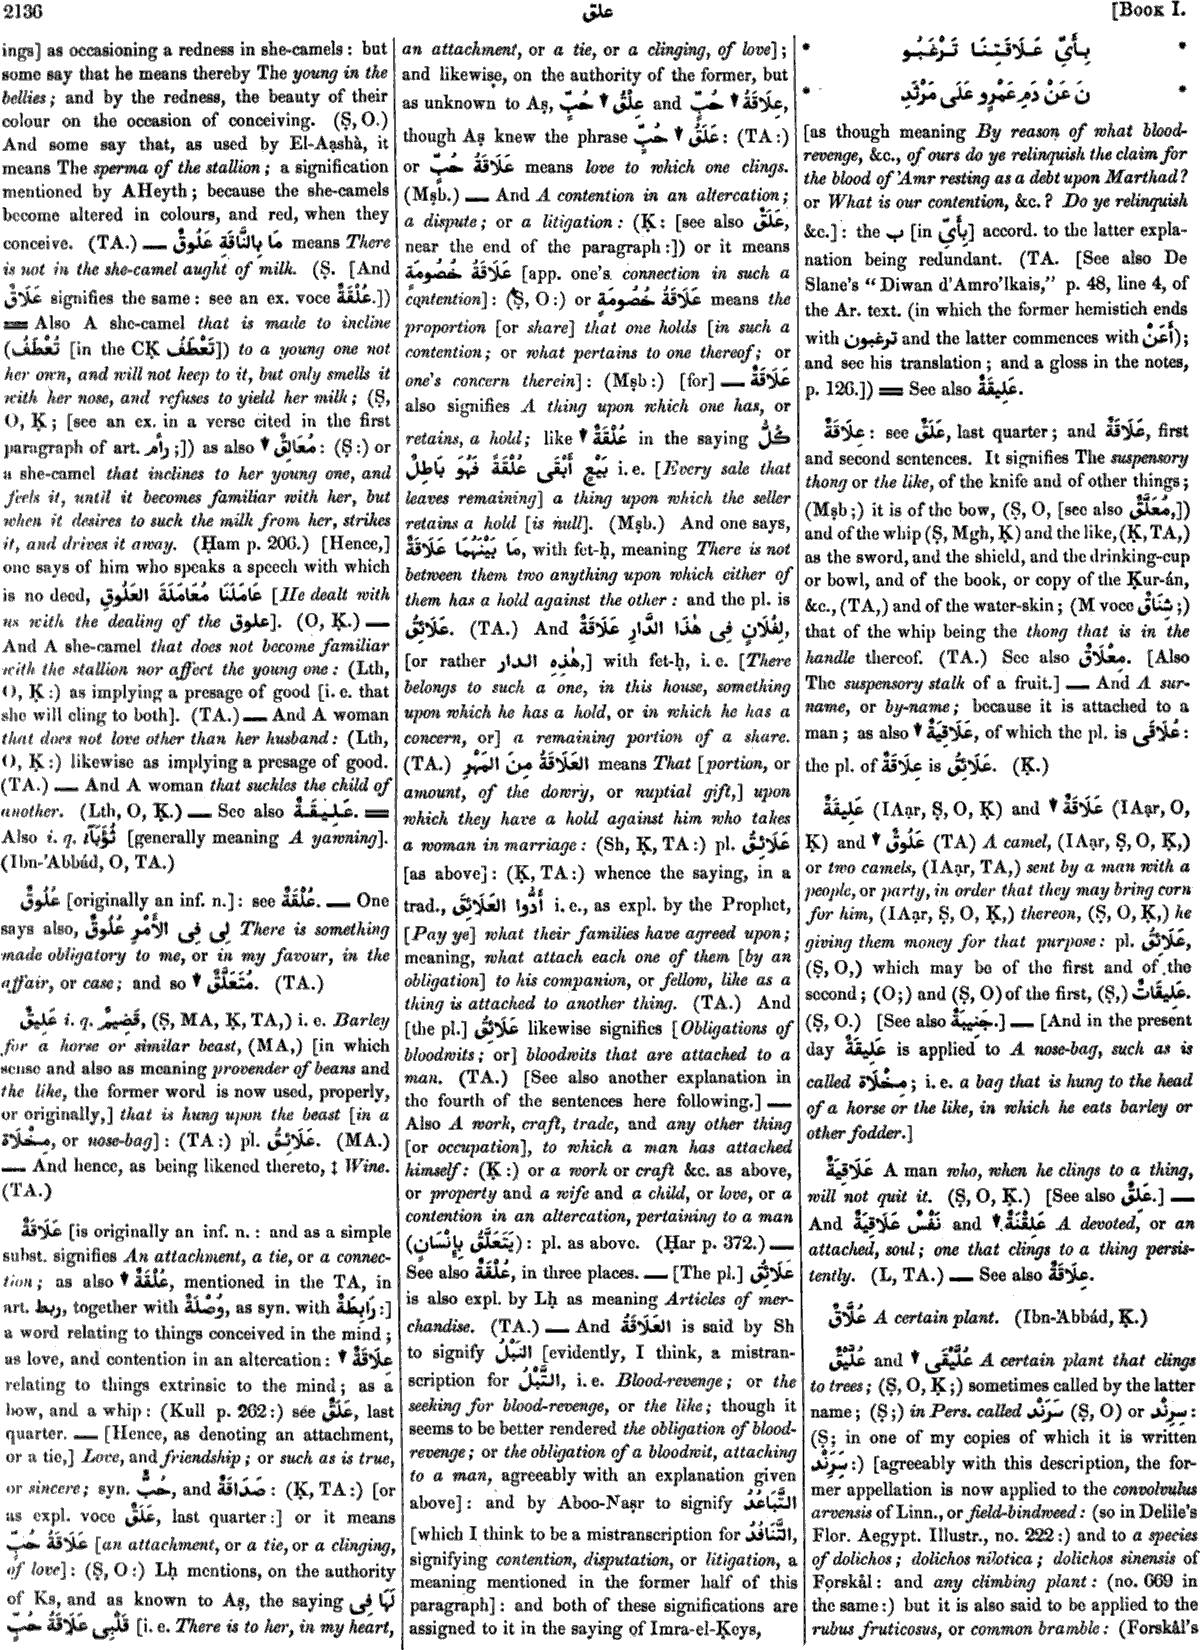 2136
علق
[Book I.
ings] as occasioning a redness in she-camels: but
some say that he means thereby The young in the
bellies; and by the redness, the beauty of their
colour on the occasion of conceiving. (Ṣ, O.)
And some say that, as used by El-Aạshà, it
means The sperma of the stallion; a signification
mentioned by AHeyth; because the she-camels
become altered in colours, and red, when they
conceive. (TA.) — مَا بِالنَّاقَةِ عَلُوقٌ means There
is not in the she-camel aught of milk. (Ṣ. [And
عَلَاقٌ signifies the same: see an ex. voce عُلْقَةٌ.])
═ Also A she-camel that is made to incline
(تُعْطَفُ [in the CḲ تَعْطَفُ]) to a young one not
her own, and will not keep to it, but only smells it
with her nose, and refuses to yield her milk; (Ṣ,
O, Ḳ; [see an ex. in a verse cited in the first
paragraph of art. رأم;]) as also ▼ مُعَالِقٌ: (Ṣ:) or
a she-camel that inclines to her young one, and
feels it, until it becomes familiar with her, but
when it desires to such the milk from her, strikes
it, and drives it away. (Ḥam p. 206.) [Hence,]
one says of him who speaks a speech with which
is no deed, عَامَلَنَا مُعَامَلَةَ العَلُوقِ [He dealt with
us with the dealing of the علوق]. (O, Ḳ.) —
And A she-camel that does not become familiar
with the stallion nor affect the young one: (Lth,
O, Ḳ:) as implying a presage of good [i. e. that
she will cling to both]. (TA.) — And A woman
that does not love other than her husband: (Lth,
O, Ḳ:) likewise as implying a presage of good.
(TA.) — And A woman that suckles the child of
another. (Lth, O, Ḳ.) — See also عَلِيقَةٌ. ═
Also i. q. ثُؤَبَآءُ [generally meaning A yawning].
(Ibn-'Abbád, O, TA.)
عُلُوقٌ [originally an inf. n.]: see عُلْقَةٌ. — One
says also, لِى فِى الأَمْرِ عُلُوقٌ There is something
made obligatory to me, or in my favour, in the
affair, or case; and so ▼ مُتَعَلَّقٌ. (TA.)
عَلِيقٌ i. q. قَضِيمٌ, (Ṣ, MA, Ḳ, TA,) i. e. Barley
for a horse or similar beast, (MA,) [in which
sense and also as meaning provender of beans and
the like, the former word is now used, properly,
or originally,] that is hung upon the beast [in a
مِخْلَاة, or nose-bag]: (TA:) pl. عَلَائِقُ. (MA.)
— And hence, as being likened thereto, ‡ Wine.
(TA.)
عَلَاقَةٌ [is originally an inf. n.: and as a simple
subst. signifies An attachment, a tie, or a connec-
tion; as also ▼ عُلْقَةٌ, mentioned in the TA, in
art. ربط, together with وُصْلَةٌ, as syn. with رَابِطَةٌ:]
a word relating to things conceived in the mind;
as love, and contention in an altercation: ▼ عِلَاقَةٌ
relating to things extrinsic to the mind; as a
bow, and a whip: (Kull p. 262:) see عَلَقٌ, last
quarter. — [Hence, as denoting an attachment,
or a tie,] Love, and friendship; or such as is true,
or sincere; syn. حُبٌّ, and صَدَاقَةٌ: (Ḳ, TA:) [or
as expl. voce عَلَقٌ, last quarter:] or it means
عَلَاقَةُ حُبٍّ [an attachment, or a tie, or a clinging,
of love]: (Ṣ, O:) Lḥ mentions, on the authority
of Ks, and as known to Aṣ, the saying لَهَا فِى
قَلْبِى عَلَاقَةُ حُبٍّ [i. e. There is to her, in my heart,
an attachment, or a tie, or a clinging, of love];
and likewise, on the authority of the former, but
as unknown to Aṣ, عِلْقُ ▼ حُبٍّ and عِلَاقَةُ ▼ حُبٍّ,
though Aṣ knew the phrase عَلَقُ ▼ حُبٍّ: (TA:)
or عَلَاقَةُ حُبٍّ means love to which one clings.
(Mṣb.) — And A contention in an altercation;
a dispute; or a litigation: (Ḳ: [see also عَلَقٌ,
near the end of the paragraph:]) or it means
عَلَاقَةُ خُصُومَةٍ [app. one's connection in such a
contention]: (Ṣ, O:) or عَلَاقَةُ خُصُومَةٍ means the
proportion [or share] that one holds [in such a
contention; or what pertains to one thereof; or
one's concern therein]: (Mṣb:) [for] — عَلَاقَةٌ
also signifies A thing upon which one has, or
retains, a hold; like ▼ عُلْقَةٌ in the saying كُلُّ
بَيْعٍ أَبْقَى عُلْقَةً فَهُوَ بَاطِلٌ i. e. [Every sale that
leaves remaining] a thing upon which the seller
retains a hold [is null]. (Mṣb.) And one says,
مَا بَيْنَهُمَا عَلَاقَةٌ, with fet-ḥ, meaning There is not
between them two anything upon which either of
them has a hold against the other: and the pl. is
عَلَائِقُ. (TA.) And لِفُلَانٍ فِى هٰذَا الدَّارِ عَلَاقَةٌ,
[or rather هٰذِهِ الدار,] with fet-ḥ, i. e. [There
belongs to such a one, in this house, something
upon which he has a hold, or in which he has a
concern, or] a remaining portion of a share.
(TA.) العَلَاقَةُ مِنَ المَهْرِ means That [portion, or
amount, of the dowry, or nuptial gift,] upon
which they have a hold against him who takes
a woman in marriage: (Sh, Ḳ, TA:) pl. عَلَائِقُ
[as above]: (Ḳ, TA:) whence the saying, in a
trad., أَدُّوا العَلَائِقَ i. e., as expl. by the Prophet,
[Pay ye] what their families have agreed upon;
meaning, what attach each one of them [by an
obligation] to his companion, or fellow, like as a
thing is attached to another thing. (TA.) And
[the pl.] عَلَائِقُ likewise signifies [Obligations of
bloodwits; or] bloodwits that are attached to a
man. (TA.) [See also another explanation in
the fourth of the sentences here following.] —
Also A work, craft, trade, and any other thing
[or occupation], to which a man has attached
himself: (Ḳ:) or a work or craft &c. as above,
or property and a wife and a child, or love, or a
contention in an altercation, pertaining to a man
(يَتَعَلَّقُ بِإِنْسَانٍ): pl. as above. (Ḥar p. 372.) —
See also عُلْقَةٌ, in three places. — [The pl.] عَلَائِقُ
is also expl. by Lḥ as meaning Articles of mer-
chandise. (TA.) — And العَلَاقَةُ is said by Sh
to signify النَّيْلُ [evidently, I think, a mistran-
scription for التَّبْلُ, i. e. Blood-revenge; or the
seeking for blood-revenge, or the like; though it
seems to be better rendered the obligation of blood-
revenge; or the obligation of a bloodwit, attaching
to a man, agreeably with an explanation given
above]: and by Aboo-Naṣr to signify التَّبَاعُدُ
[which I think to be a mistranscription for التَّنَافُدُ,
signifying contention, disputation, or litigation, a
meaning mentioned in the former half of this
paragraph]: and both of these significations are
assigned to it in the saying of Imra-el-Ḳeys,
* بِأَىِّ عَلَاقَتِنَا تَرْغَبُو *
* نَ عَنْ دَمِ عَمْرٍو عَلَى مَرْثَدِ *
[as though meaning By reason of what blood-
revenge, &c., of ours do ye relinquish the claim for
the blood of 'Amr resting as a debt upon Marthad?
or What is our contention, &c.? Do ye relinquish
&c.]: the ب [in بِأَىِّ] accord. to the latter expla-
nation being redundant. (TA. [See also De
Slane's “Diwan d'Amro'lkais,” p. 48, line 4, of
the Ar. text. (in which the former hemistich ends
with ترغبون and the latter commences with أَعَنْ);
and see his translation; and a gloss in the notes,
p. 126.]) ═ See also عَلِيقَةٌ.
عِلَاقَةٌ: see عَلَقٌ, last quarter; and عَلَاقَةٌ, first
and second sentences. It signifies The suspensory
thong or the like, of the knife and of other things;
(Mṣb;) it is of the bow, (Ṣ, O, [see also مُعَلَّقٌ,])
and of the whip (Ṣ, Mgh, Ḳ) and the like, (Ḳ, TA,)
as the sword, and the shield, and the drinking-cup
or bowl, and of the book, or copy of the Ḳur-án,
&c., (TA,) and of the water-skin; (M voce شِنَاقٌ;)
that of the whip being the thong that is in the
handle thereof. (TA.) See also مِعْلَاقٌ. [Also
The suspensory stalk of a fruit.] — And A sur-
name, or by-name; because it is attached to a
man; as also ▼ عَلَاقِيَةٌ, of which the pl. is عَلَاقَى:
the pl. of عِلَاقَةٌ is عَلَائِقُ. (Ḳ.)
عَلِيقَةٌ (IAạr, Ṣ, O, Ḳ) and ▼ عَلَاقَةٌ (IAạr, O,
Ḳ) and ▼ عَلُوقٌ (TA) A camel, (IAạr, Ṣ, O, Ḳ,)
or two camels, (IAạr, TA,) sent by a man with a
people, or party, in order that they may bring corn
for him, (IAạr, Ṣ, O, Ḳ,) thereon, (Ṣ, O, Ḳ,) he
giving them money for that purpose: pl. عَلَائِقُ,
(Ṣ, O,) which may be of the first and of the
second; (O;) and (Ṣ, O) of the first, (Ṣ,) عَلِيقَاتٌ.
(Ṣ, O.) [See also جَنِيبَةٌ.] — [And in the present
day عَلِيقَةٌ is applied to A nose-bag, such as is
called مِخْلَاة; i. e. a bag that is hung to the head
of a horse or the like, in which he eats barley or
other fodder.]
عَلَاقِيَةٌ A man who, when he clings to a thing,
will not quit it. (Ṣ, O, Ḳ.) [See also عَلِقٌ.] —
And نَفْسٌ عَلَاقِيَةٌ and ▼ عَلِقْنَةٌ A devoted, or an
attached, soul; one that clings to a thing persis-
tently. (L, TA.) — See also عِلَاقَةٌ.
عُلَّاقٌ A certain plant. (Ibn-'Abbád, Ḳ.)
عُلَّيْقٌ and ▼ عُلَّيْقَى A certain plant that clings
to trees; (Ṣ, O, Ḳ;) sometimes called by the latter
name; (Ṣ;) in Pers. called سَرَنْد (Ṣ, O) or سِرِنْد:
(Ṣ; in one of my copies of which it is written
سَرِنْد:) [agreeably with this description, the for-
mer appellation is now applied to the convolvulus
arvensis of Linn., or field-bindweed: (so in Delile's
Flor. Aegypt. Illustr., no. 222:) and to a species
of dolichos; dolichos nilotica; dolichos sinensis of
Forskål: and any climbing plant: (no. 669 in
the same:) but it is also said to be applied to the
rubus fruticosus, or common bramble: (Forskål's